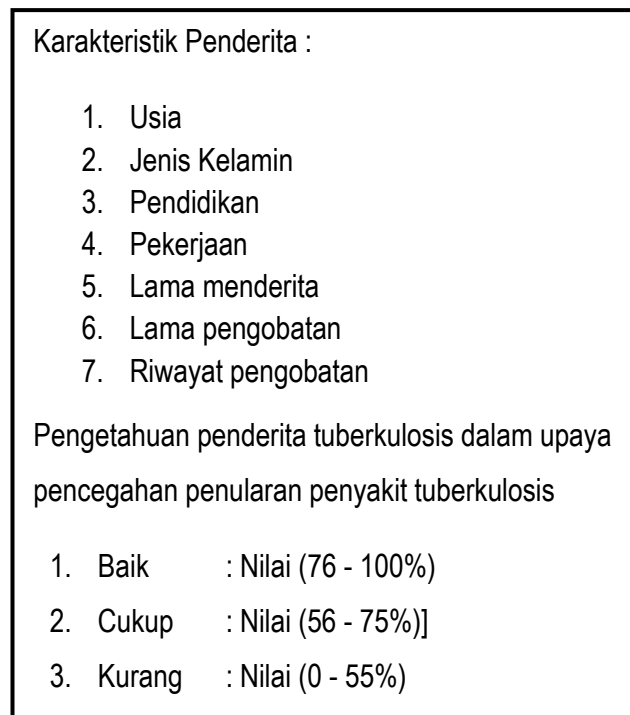 Karakteristik Penderita :
1. Usia
2. Jenis Kelamin
3. Pendidikan
4. Pekerjaan
5. Lama menderita
6. Lama pengobatan
7. Riwayat pengobatan
Pengetahuan penderita tuberkulosis dalam upaya
pencegahan penularan penyakit tuberkulosis
1. Baik : Nilai (76 - 100%)
2. Cukup : Nilai (56 - 75%)]
3. Kurang : Nilai (0 - 55%)